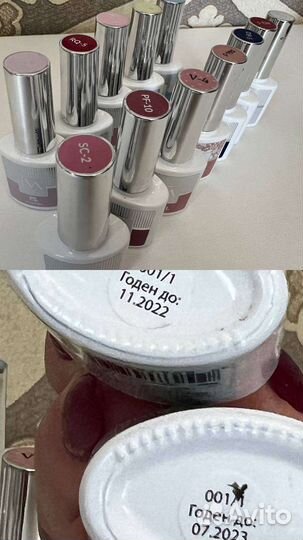 RQ-5
V-4
PF-10
SC-2
001/1
Годен до:
11.2022
001/1
Годен до:
07.2023
Avito